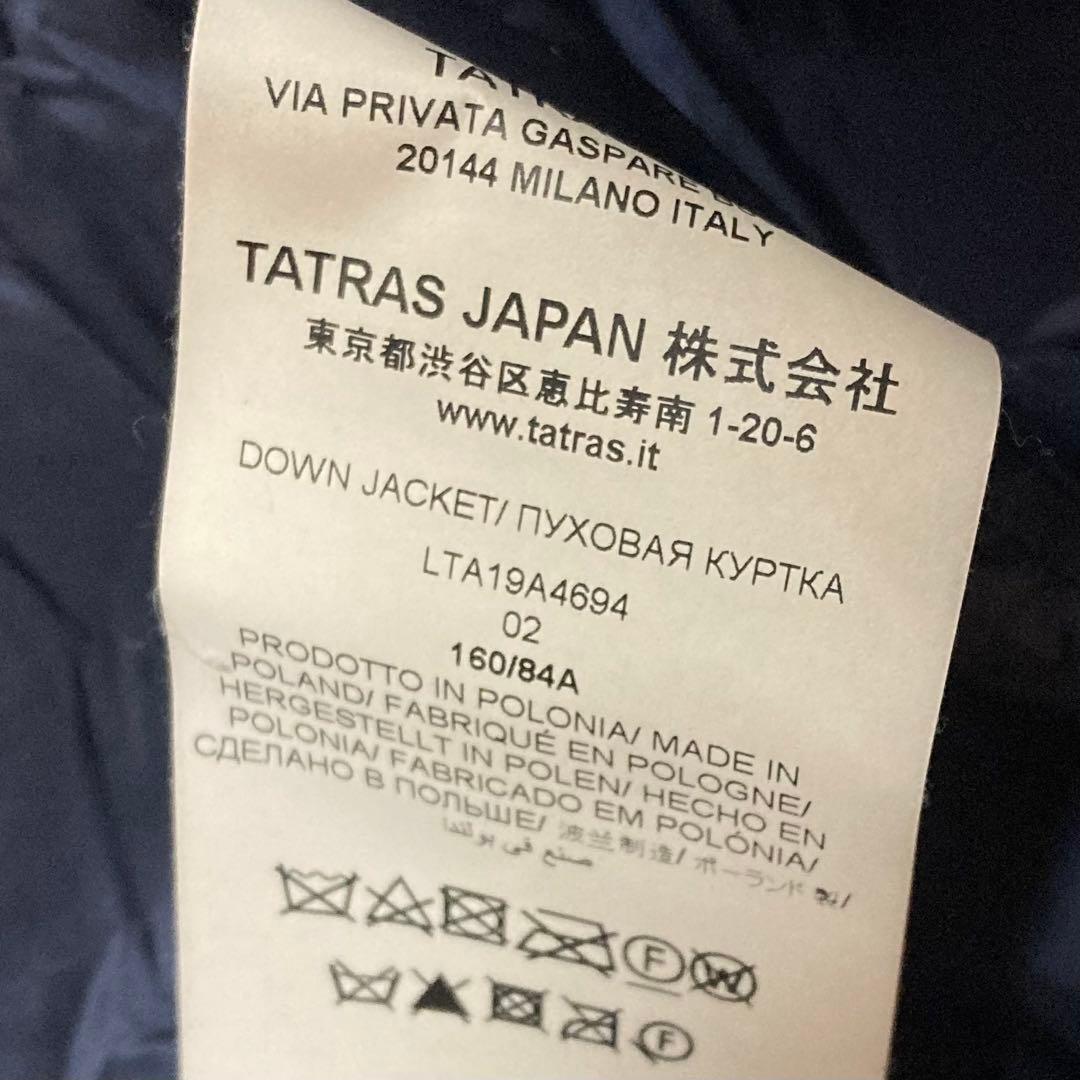 VIA PRIVATA GASPARE
20144 MILANO ITALY
TATRAS JAPAN 株式会社
東京都渋谷区恵比寿南 1-20-6
www.tatras.it
DOWN JACKET/ ПУХОВАЯ КУРТКА
LTA19A4694
02
160/84A
PRODOTTO IN POLONIA/ MADE IN
POLAND/ FABRIQUÉ EN POLOGNE/
HERGESTELLT IN POLEN/ HECHO EN
POLONIA/ FABRICADO EM POLÓNIA/
СДЕЛАНО В ПОЛЬШЕ/ 波兰制造/ ポーランド
صنع في بولندا
F W
F